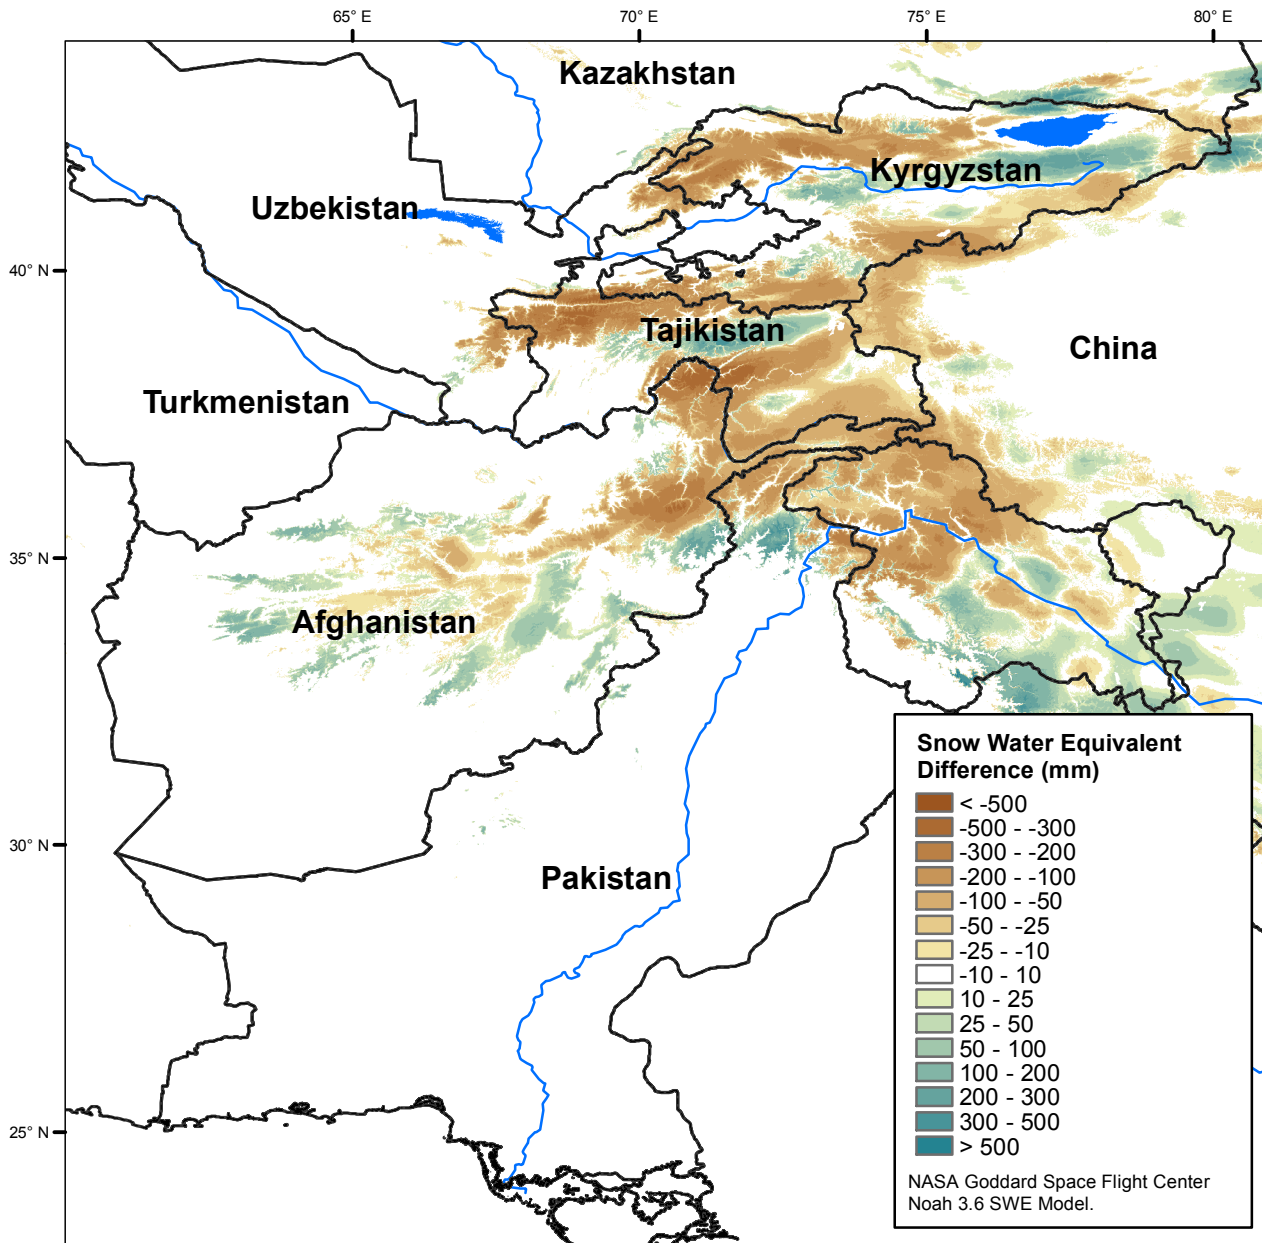 65° E
70° E
75° E
80° E
Kazakhstan
Kyrgyzstan
Uzbekistan
40° N
Tajikistan
China
Turkmenistan
35° N
Afghanistan
30° N
Pakistan
25° N
Snow Water Equivalent
Difference (mm)
< -500
-500 - -300
-300 - -200
-200 - -100
-100 - -50
-50 - -25
-25 - -10
-10 - 10
10 - 25
25 - 50
50 - 100
100 - 200
200 - 300
300 - 500
> 500
NASA Goddard Space Flight Center
Noah 3.6 SWE Model.